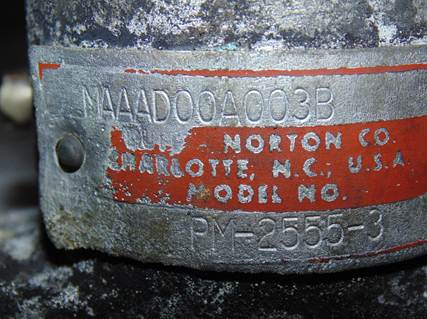 MAAAD00A003B
NORTON CO.
CHARLOTTE, N.C., U.S.A.
MODEL NO.
PM-2555-3